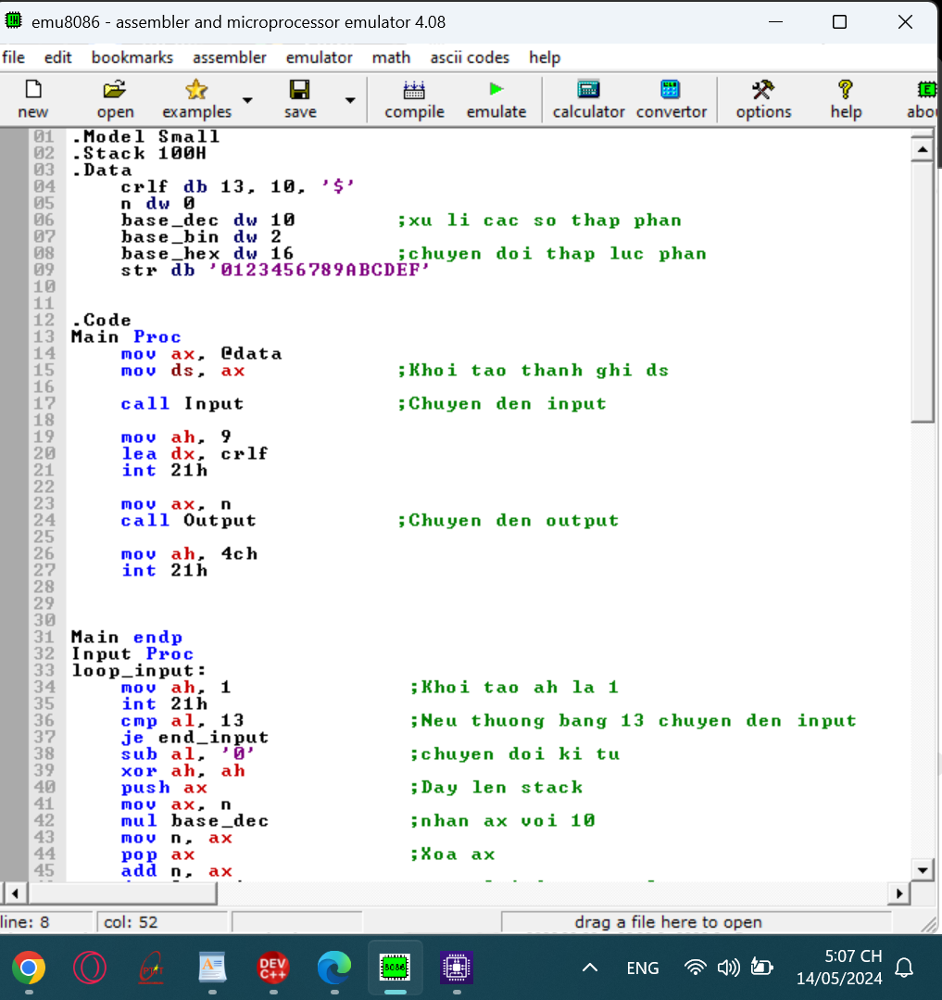 emu8086 - assembler and microprocessor emulator 4.08
file edit bookmarks assembler emulator math ascii codes help
new open examples save compile emulate calculator convertor options help abou
01 .Model Small
02 .Stack 100H
03 .Data
04 crlf db 13, 10, '$'
05 n dw 0
06 base_dec dw 10 ;xu li cac so thap phan
07 base_bin dw 2
08 base_hex dw 16 ;chuyen doi thap luc phan
09 str db '0123456789ABCDEF'
10
11
12 .Code
13 Main Proc
14 mov ax, @data
15 mov ds, ax ;Khoi tao thanh ghi ds
16
17 call Input ;Chuyen den input
18
19 mov ah, 9
20 lea dx, crlf
21 int 21h
22
23 mov ax, n
24 call Output ;Chuyen den output
25
26 mov ah, 4ch
27 int 21h
28
29
30
31 Main endp
32 Input Proc
33 loop_input:
34 mov ah, 1 ;Khoi tao ah la 1
35 int 21h
36 cmp al, 13 ;Neu thuong bang 13 chuyen den input
37 je end_input
38 sub al, '0' ;chuyen doi ki tu
39 xor ah, ah
40 push ax ;Day len stack
41 mov ax, n
42 mul base_dec ;nhan ax voi 10
43 mov n, ax
44 pop ax ;Xoa ax
45 add n, ax
line: 8 col: 52 drag a file here to open
DEV C++
8086
ENG
5:07 CH
14/05/2024